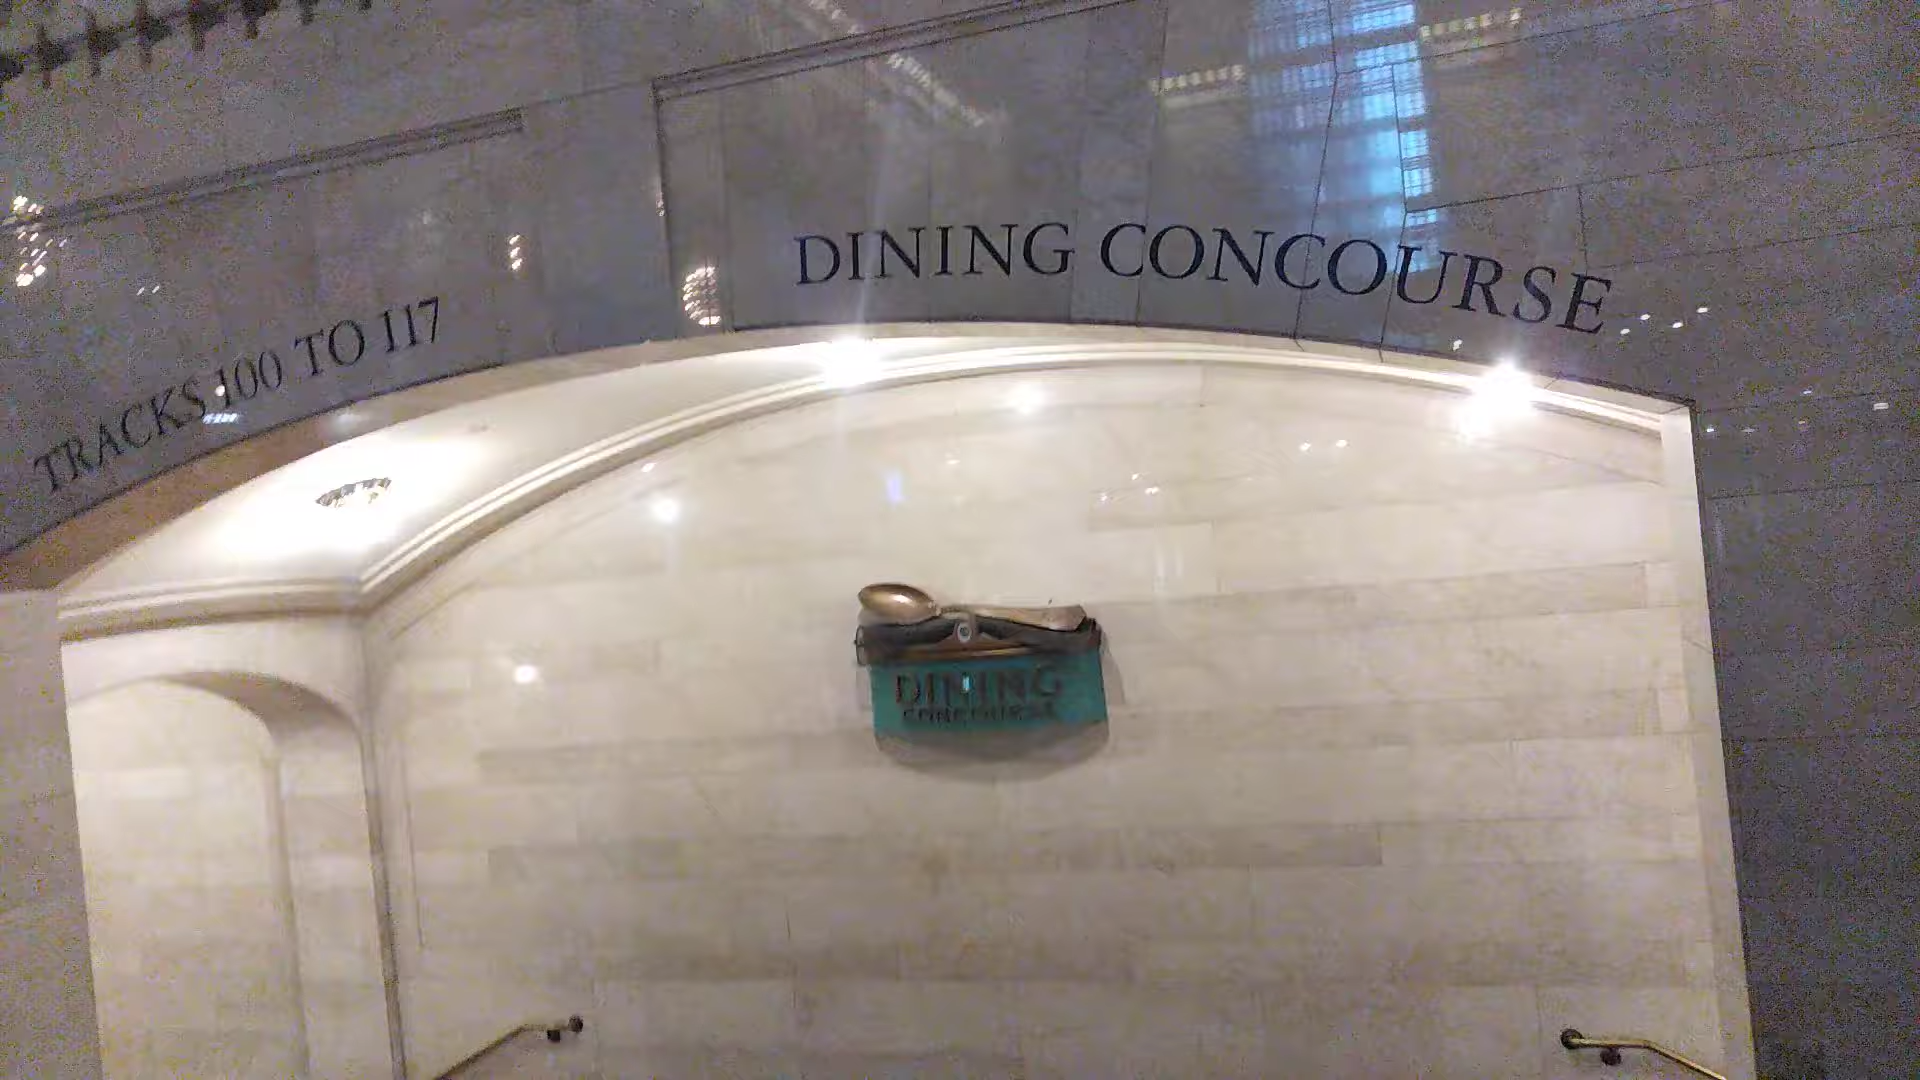 TRACKS 100 TO 117
DINING CONCOURSE
DINING
CONCOURSE